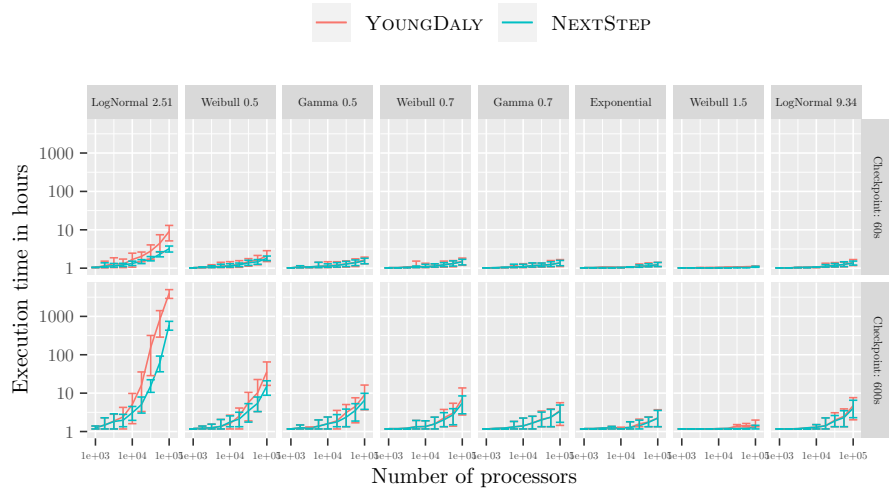 YOUNGDALY NEXTSTEP
LogNormal 2.51 Weibull 0.5 Gamma 0.5 Weibull 0.7 Gamma 0.7 Exponential Weibull 1.5 LogNormal 9.34
Execution time in hours
1000
100
10
1
Checkpoint: 60s
1000
100
10
1
Checkpoint: 600s
1e+03 1e+04 1e+05 1e+03 1e+04 1e+05 1e+03 1e+04 1e+05 1e+03 1e+04 1e+05 1e+03 1e+04 1e+05 1e+03 1e+04 1e+05 1e+03 1e+04 1e+05 1e+03 1e+04 1e+05
Number of processors